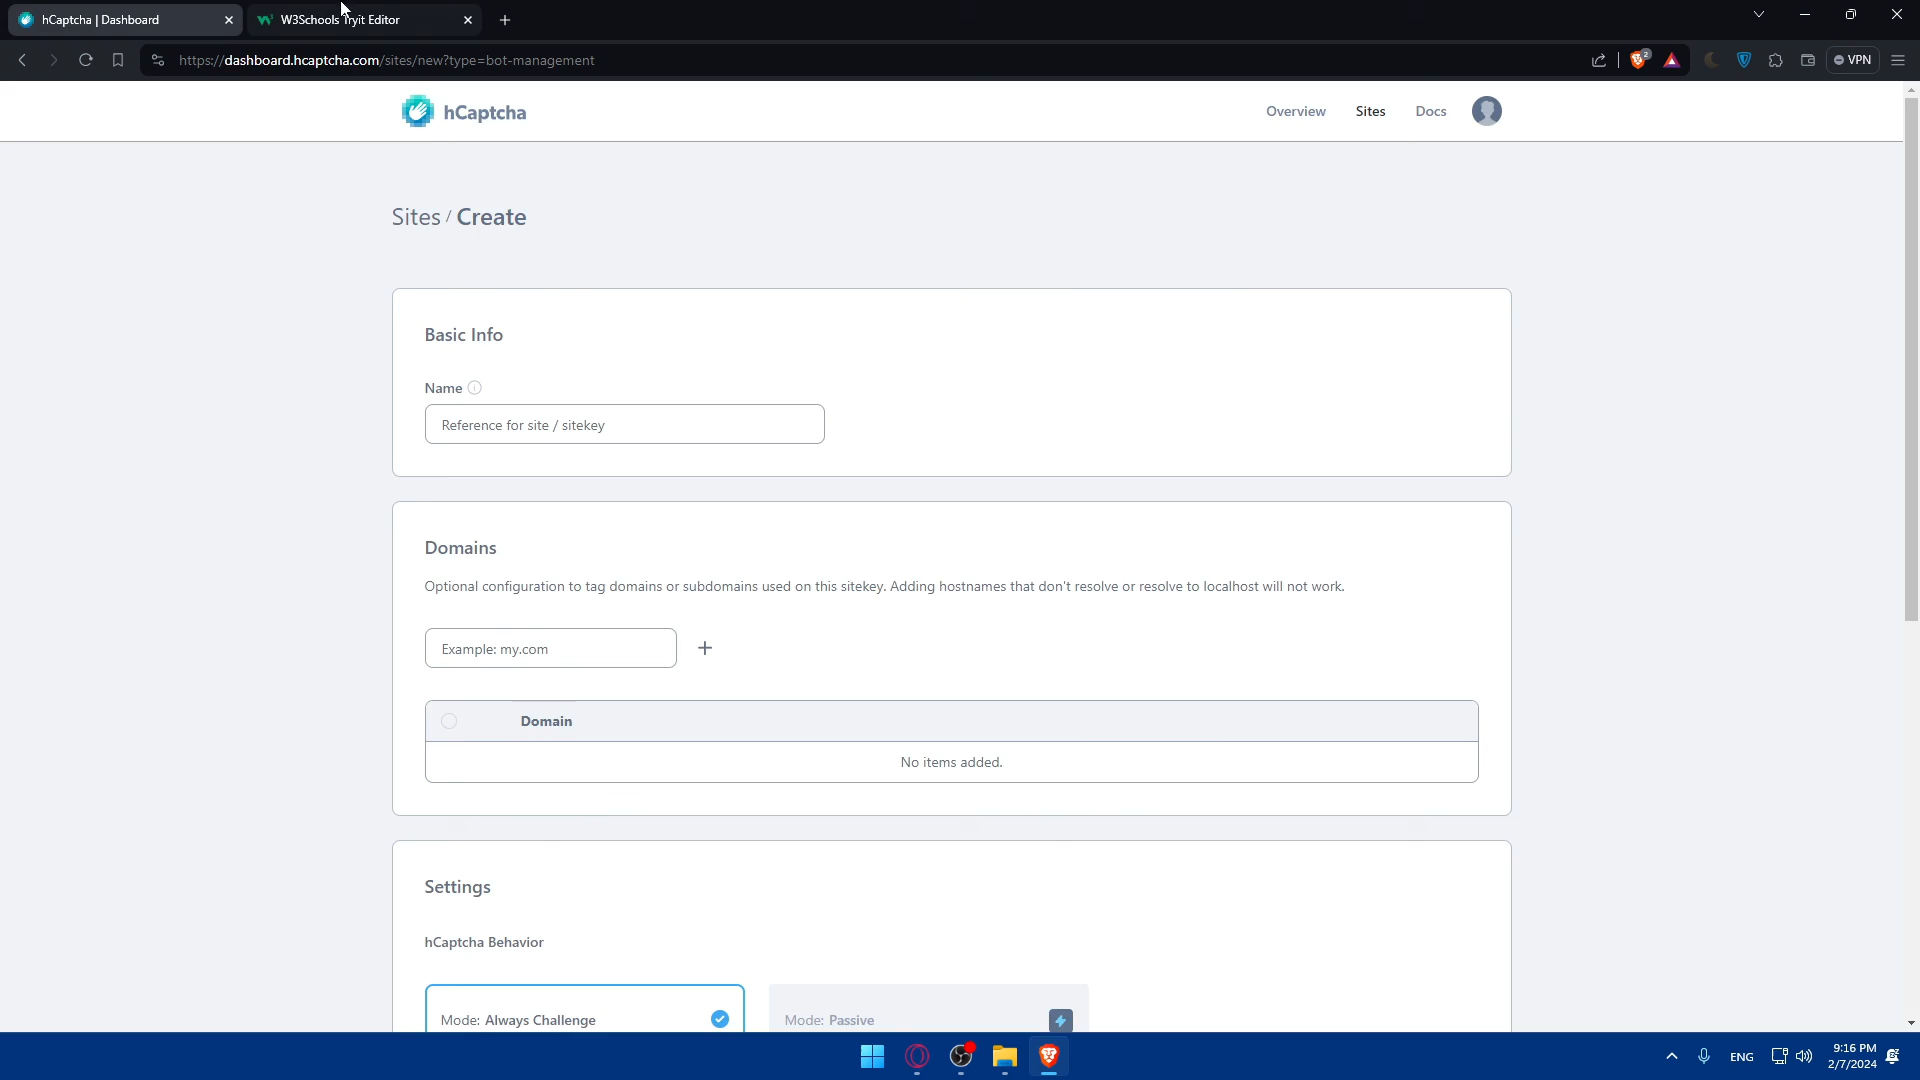 hCaptcha | Dashboard
W3Schools Tryit Editor
https://dashboard.hcaptcha.com/sites/new?type=bot-management
2
VPN
hCaptcha
Overview
Sites
Docs
Sites / Create
Basic Info
Name
Reference for site / sitekey
Domains
Optional configuration to tag domains or subdomains used on this sitekey. Adding hostnames that don't resolve or resolve to localhost will not work.
Example: my.com
+
Domain
No items added.
Settings
hCaptcha Behavior
Mode: Always Challenge
Mode: Passive
ENG
9:16 PM
2/7/2024